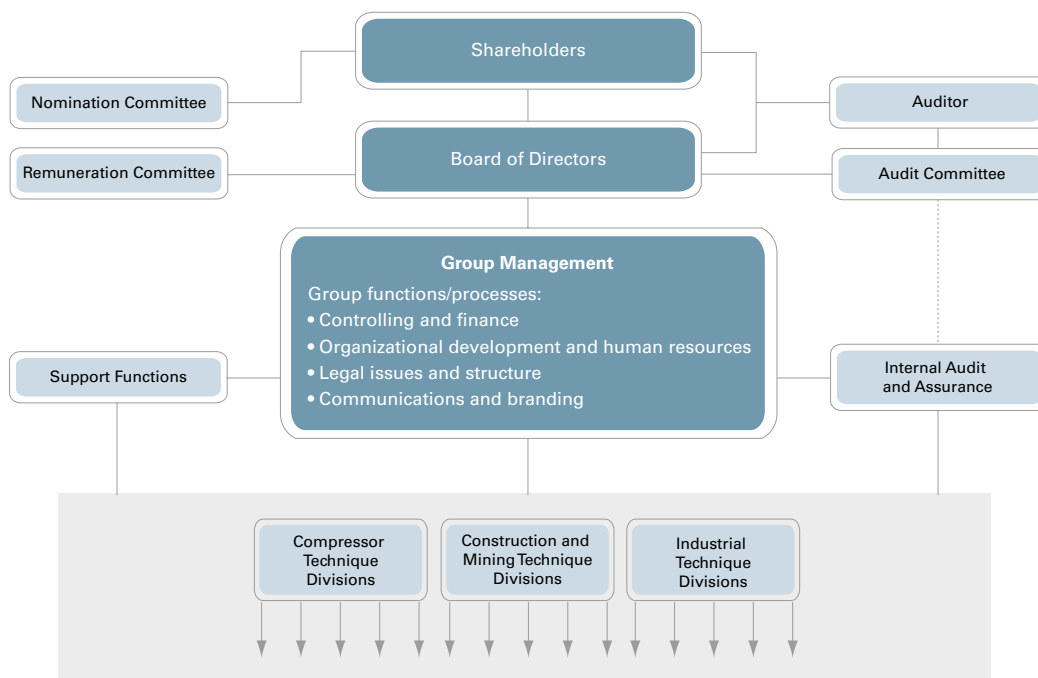 Shareholders
Nomination Committee
Auditor
Board of Directors
Remuneration Committee
Audit Committee
Group Management
Group functions/processes:
• Controlling and finance
• Organizational development and human resources
• Legal issues and structure
• Communications and branding
Support Functions
Internal Audit
and Assurance
Compressor
Technique
Divisions
Construction and
Mining Technique
Divisions
Industrial
Technique
Divisions